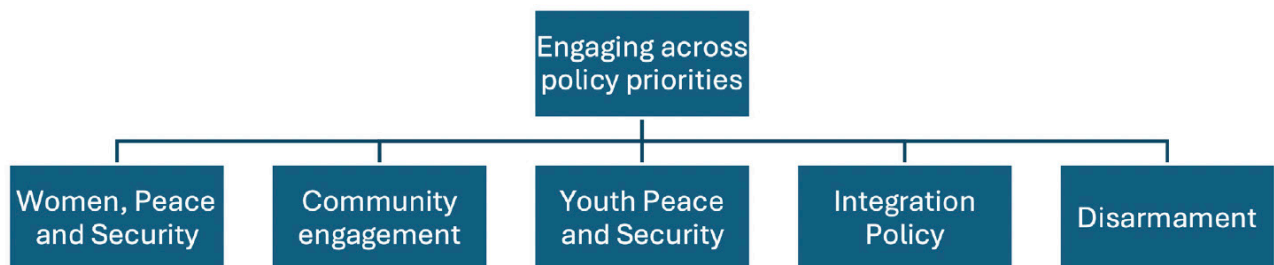 Engaging across
policy priorities
Women, Peace
and Security
Community
engagement
Youth Peace
and Security
Integration
Policy
Disarmament